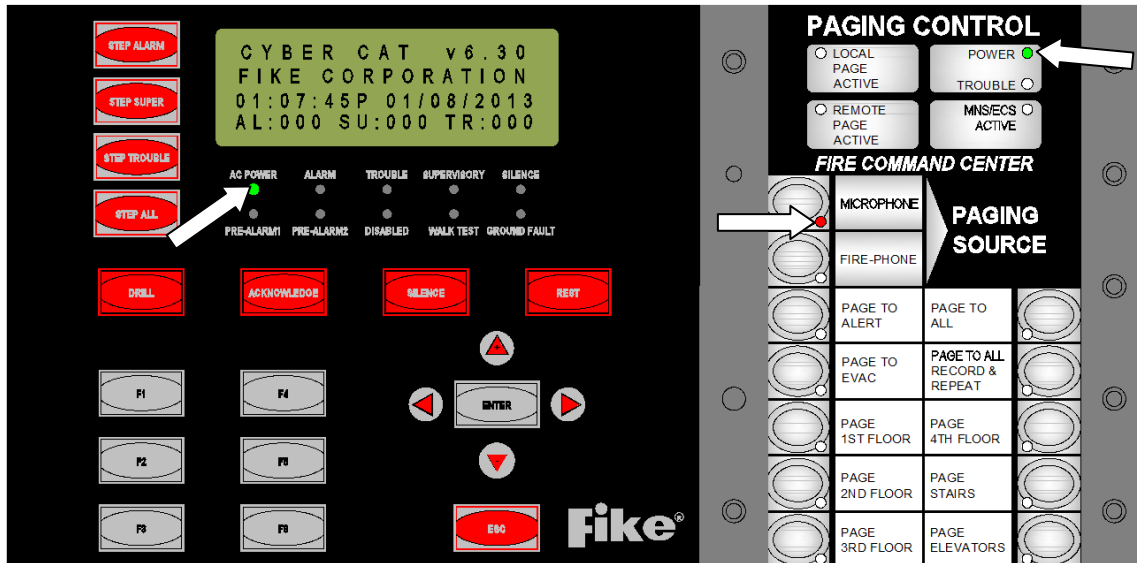 STEP ALARM
STEP SUPER
STEP TROUBLE
STEP ALL
CYBER CAT v6.30
FIKE CORPORATION
01:07:45P 01/08/2013
AL:000 SU:000 TR:000
AC POWER ALARM TROUBLE SUPERVISORY SILENCE
PRE-ALARM1 PRE-ALARM2 DISABLED WALK TEST GROUND FAULT
DRILL ACKNOWLEDGE SILENCE REST
F1 F4
ENTER
F2 F5
F3 F6
ESC
Fike®
PAGING CONTROL
LOCAL
PAGE
ACTIVE
POWER
TROUBLE
REMOTE
PAGE
ACTIVE
MNS/ECS
ACTIVE
FIRE COMMAND CENTER
MICROPHONE
FIRE-PHONE
PAGING
SOURCE
PAGE TO
ALERT
PAGE TO
ALL
PAGE TO
EVAC
PAGE TO ALL
RECORD &
REPEAT
PAGE
1ST FLOOR
PAGE
4TH FLOOR
PAGE
2ND FLOOR
PAGE
STAIRS
PAGE
3RD FLOOR
PAGE
ELEVATORS